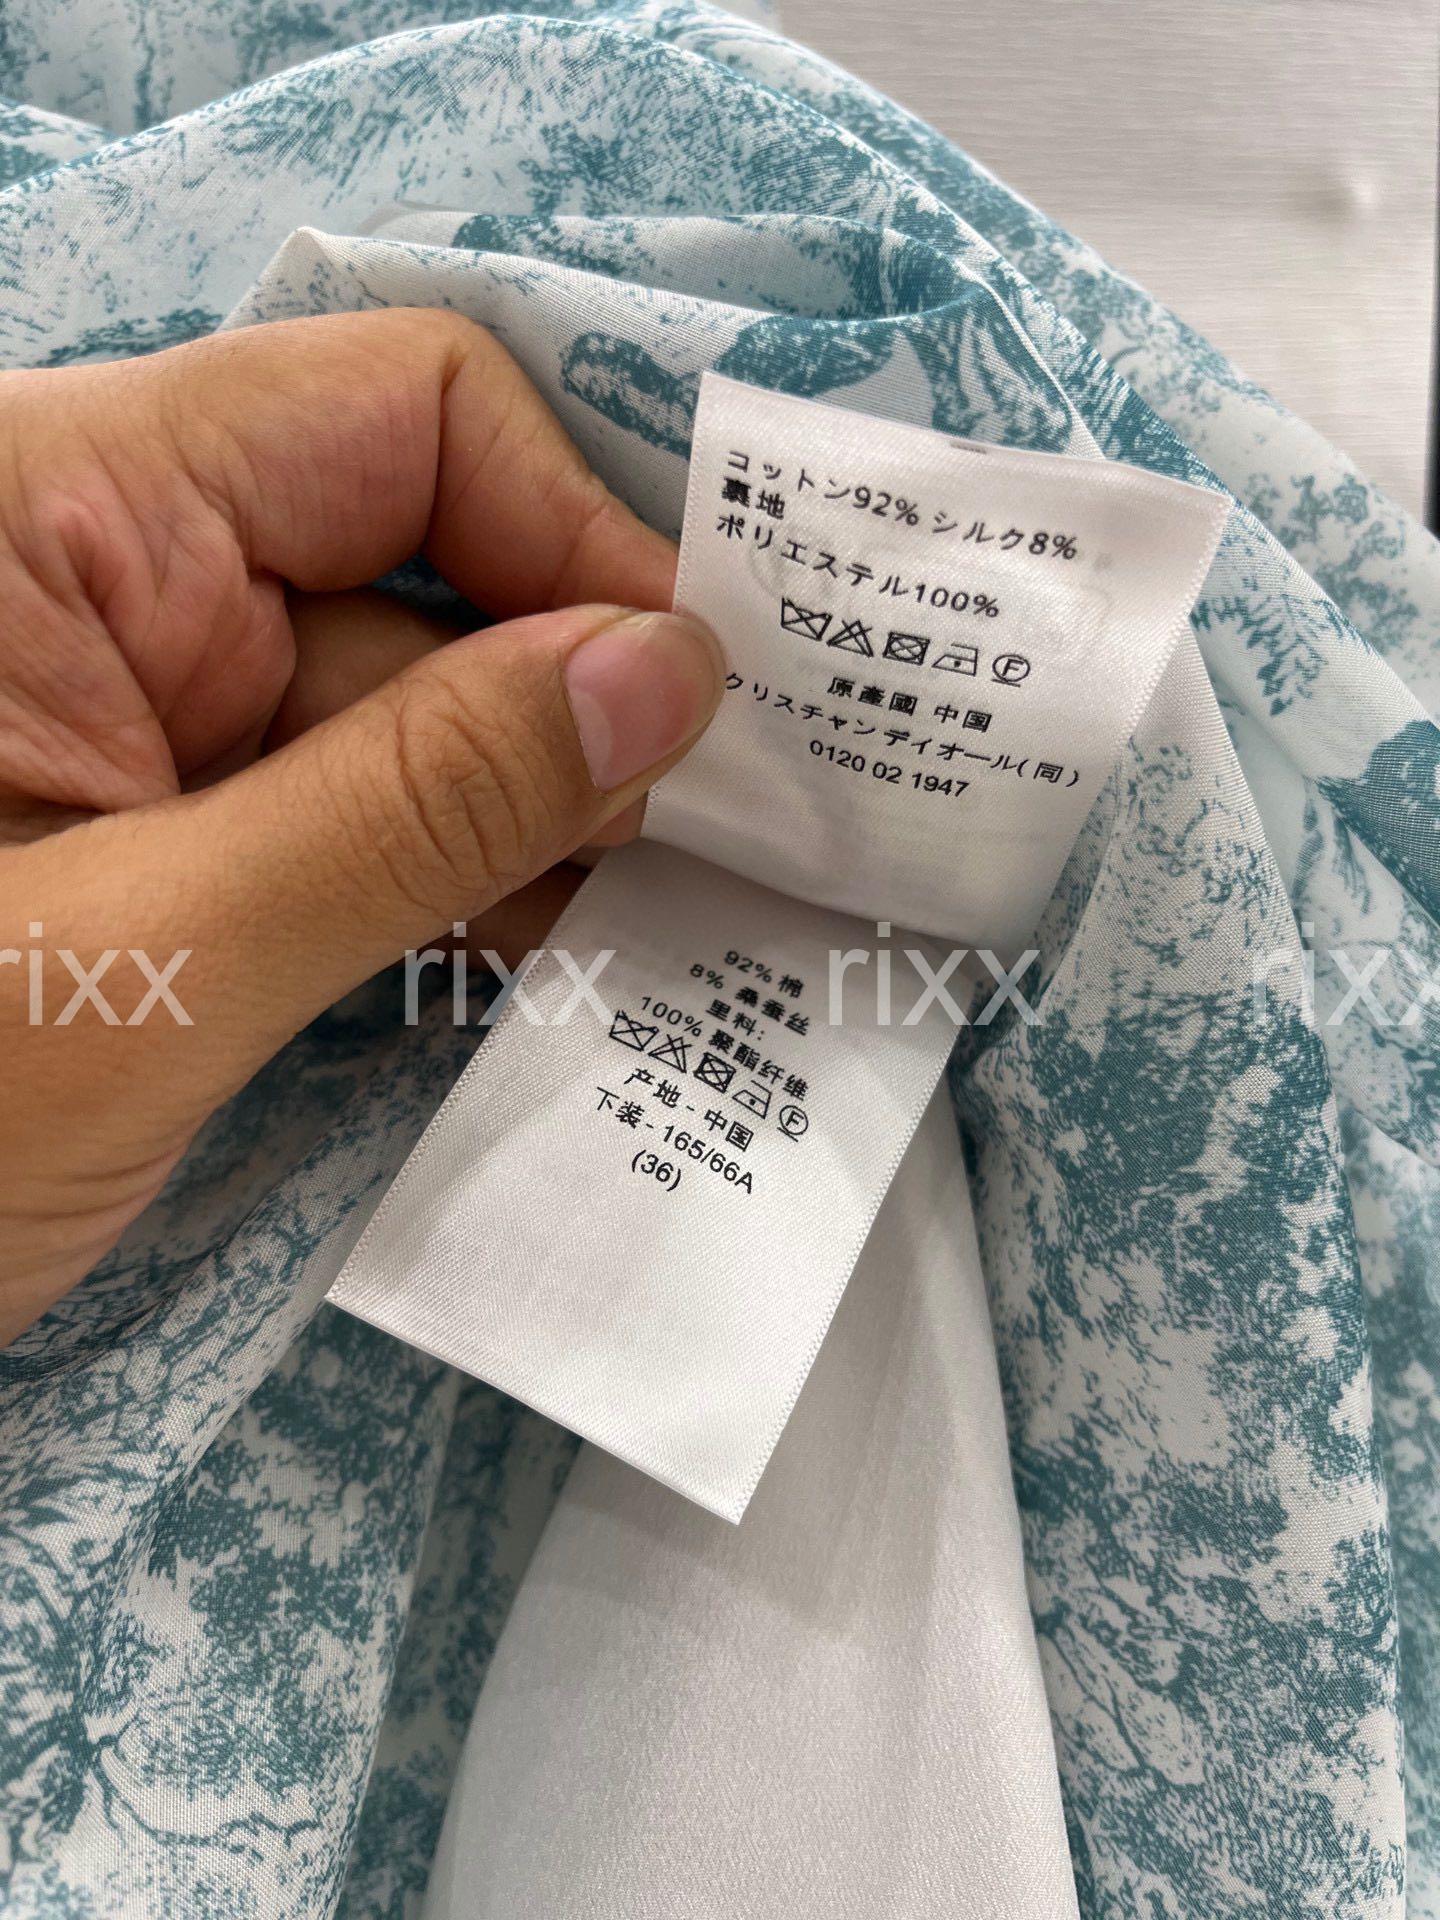 コットン92% シルク8%
裏地
ポリエステル100%
原産國 中国
クリスチャン ディオール(同)
0120 02 1947
rixx rixx rixx rixx
92% 棉
8% 桑蚕丝
里料:
100% 聚酯纤维
F
产地 - 中国
下装 - 165/66A
(36)